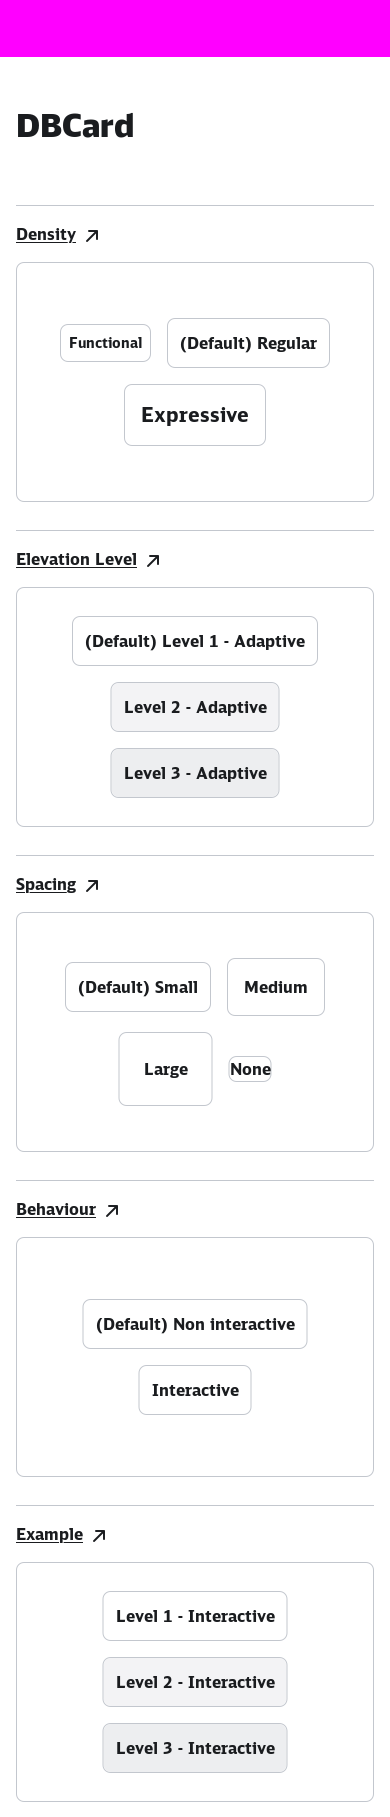 DBCard
Density
Functional (Default) Regular
Expressive
Elevation Level
(Default) Level 1 - Adaptive
Level 2 - Adaptive
Level 3 - Adaptive
Spacing
(Default) Small Medium
Large None
Behaviour
(Default) Non interactive
Interactive
Example
Level 1 - Interactive
Level 2 - Interactive
Level 3 - Interactive